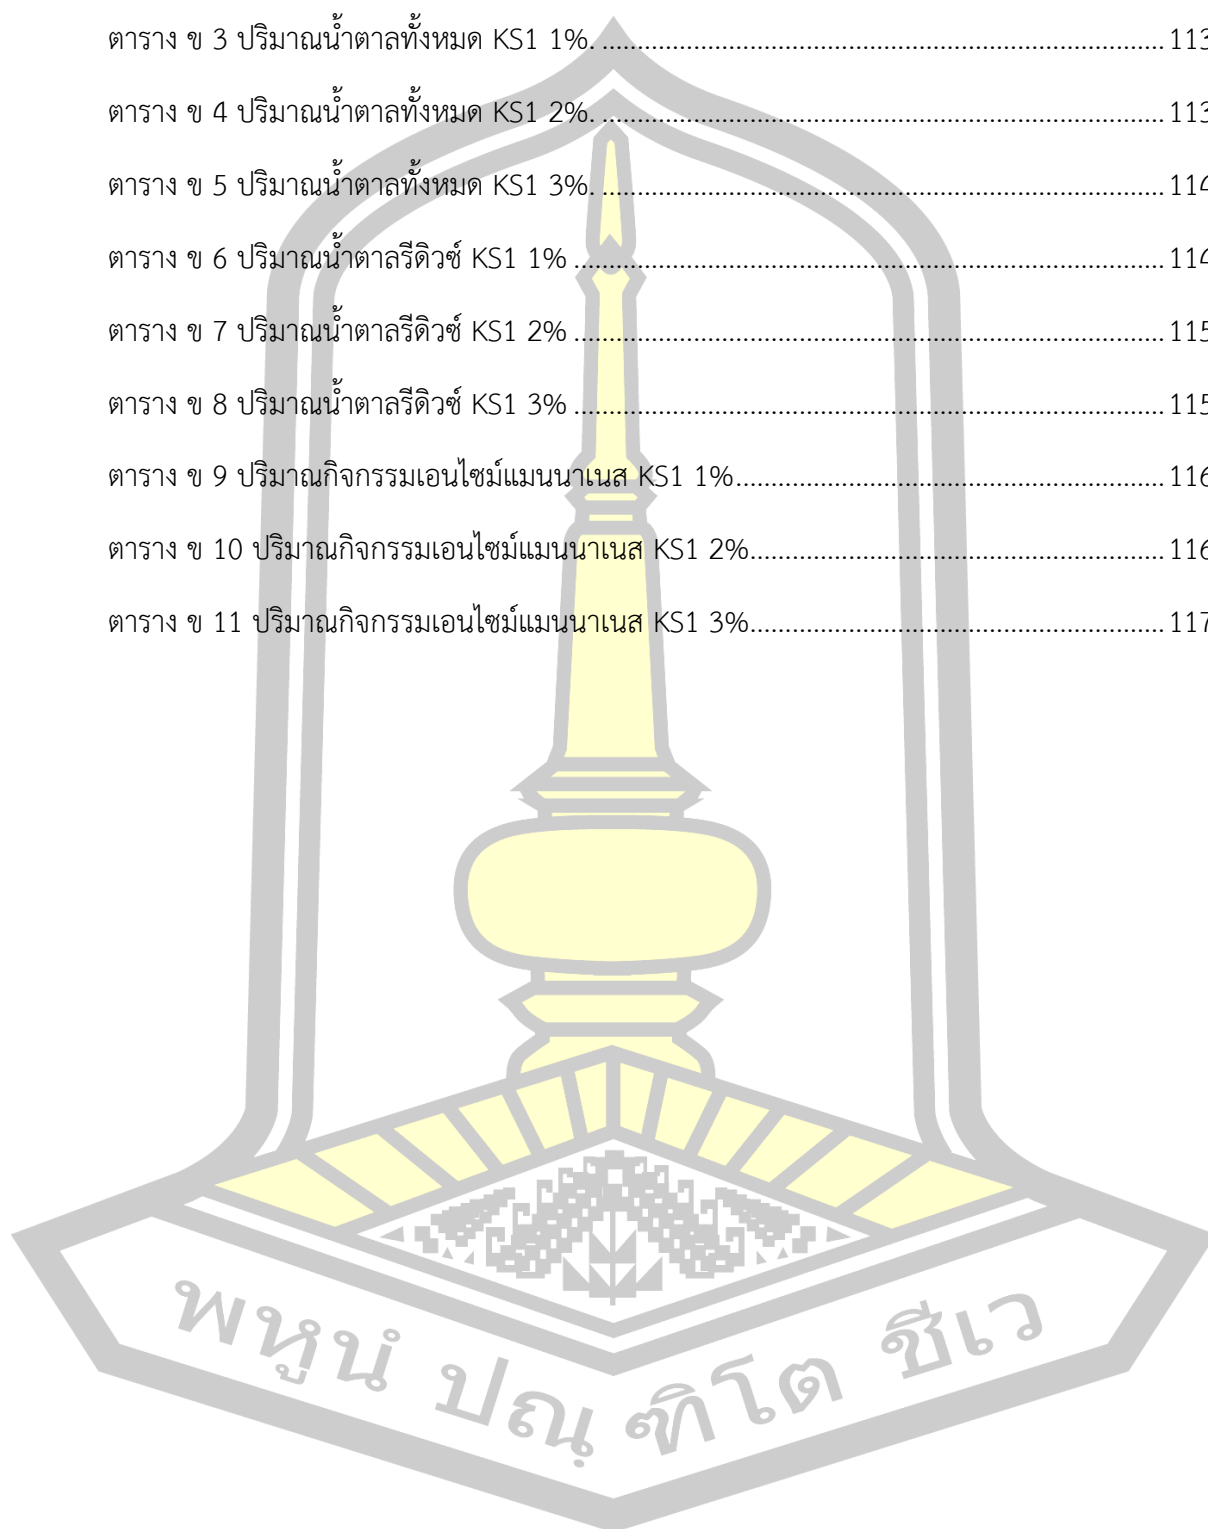 ตาราง ข 3 ปริมาณน้ำตาลทั้งหมด KS1 1%. ........................................................................... 113
ตาราง ข 4 ปริมาณน้ำตาลทั้งหมด KS1 2%. ........................................................................... 113
ตาราง ข 5 ปริมาณน้ำตาลทั้งหมด KS1 3%. ........................................................................... 114
ตาราง ข 6 ปริมาณน้ำตาลรีดิวซ์ KS1 1% ............................................................................... 114
ตาราง ข 7 ปริมาณน้ำตาลรีดิวซ์ KS1 2% ............................................................................... 115
ตาราง ข 8 ปริมาณน้ำตาลรีดิวซ์ KS1 3% ............................................................................... 115
ตาราง ข 9 ปริมาณกิจกรรมเอนไซม์แมนนาเนส KS1 1%......................................................... 116
ตาราง ข 10 ปริมาณกิจกรรมเอนไซม์แมนนาเนส KS1 2%....................................................... 116
ตาราง ข 11 ปริมาณกิจกรรมเอนไซม์แมนนาเนส KS1 3%....................................................... 117
พหูนํ ปณฺฑิโต ชีเว